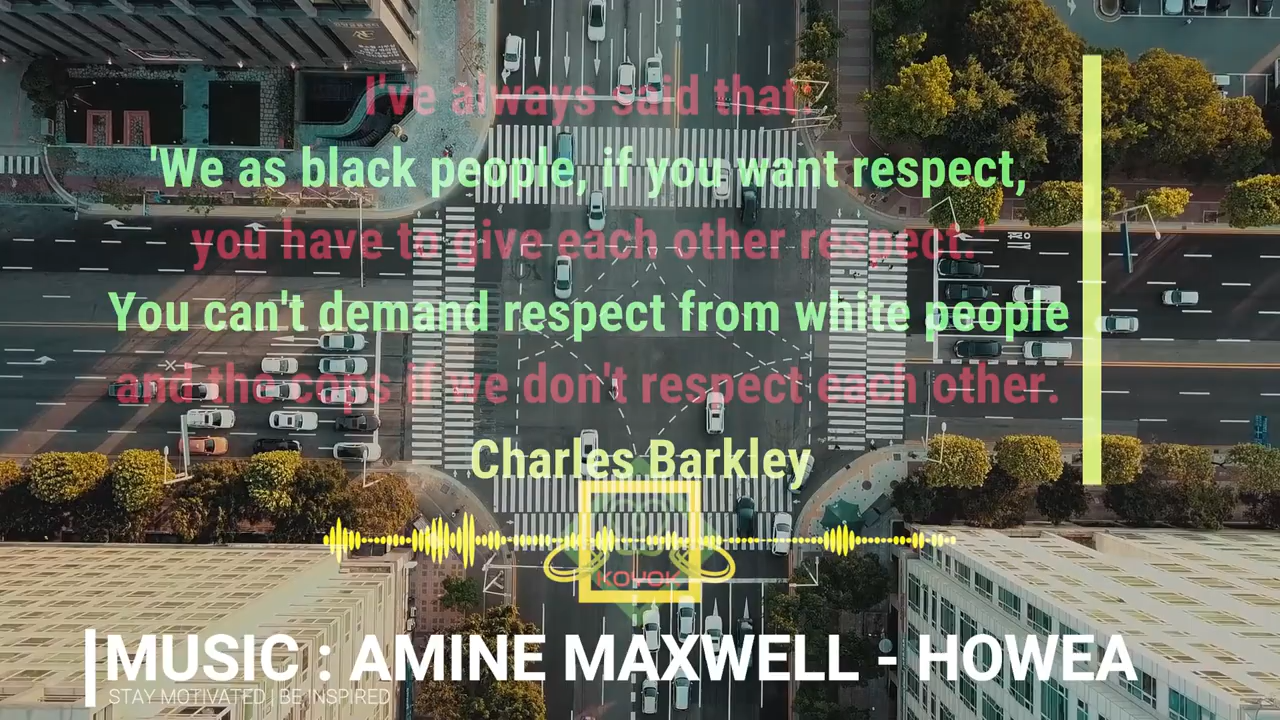 I've always said that
'We as black people, if you want respect,
you have to give each other respect.'
You can't demand respect from white people
and the cops if we don't respect each other.
Charles Barkley
KOYOK
MUSIC : AMINE MAXWELL - HOWEA
STAY MOTIVATED | BE INSPIRED